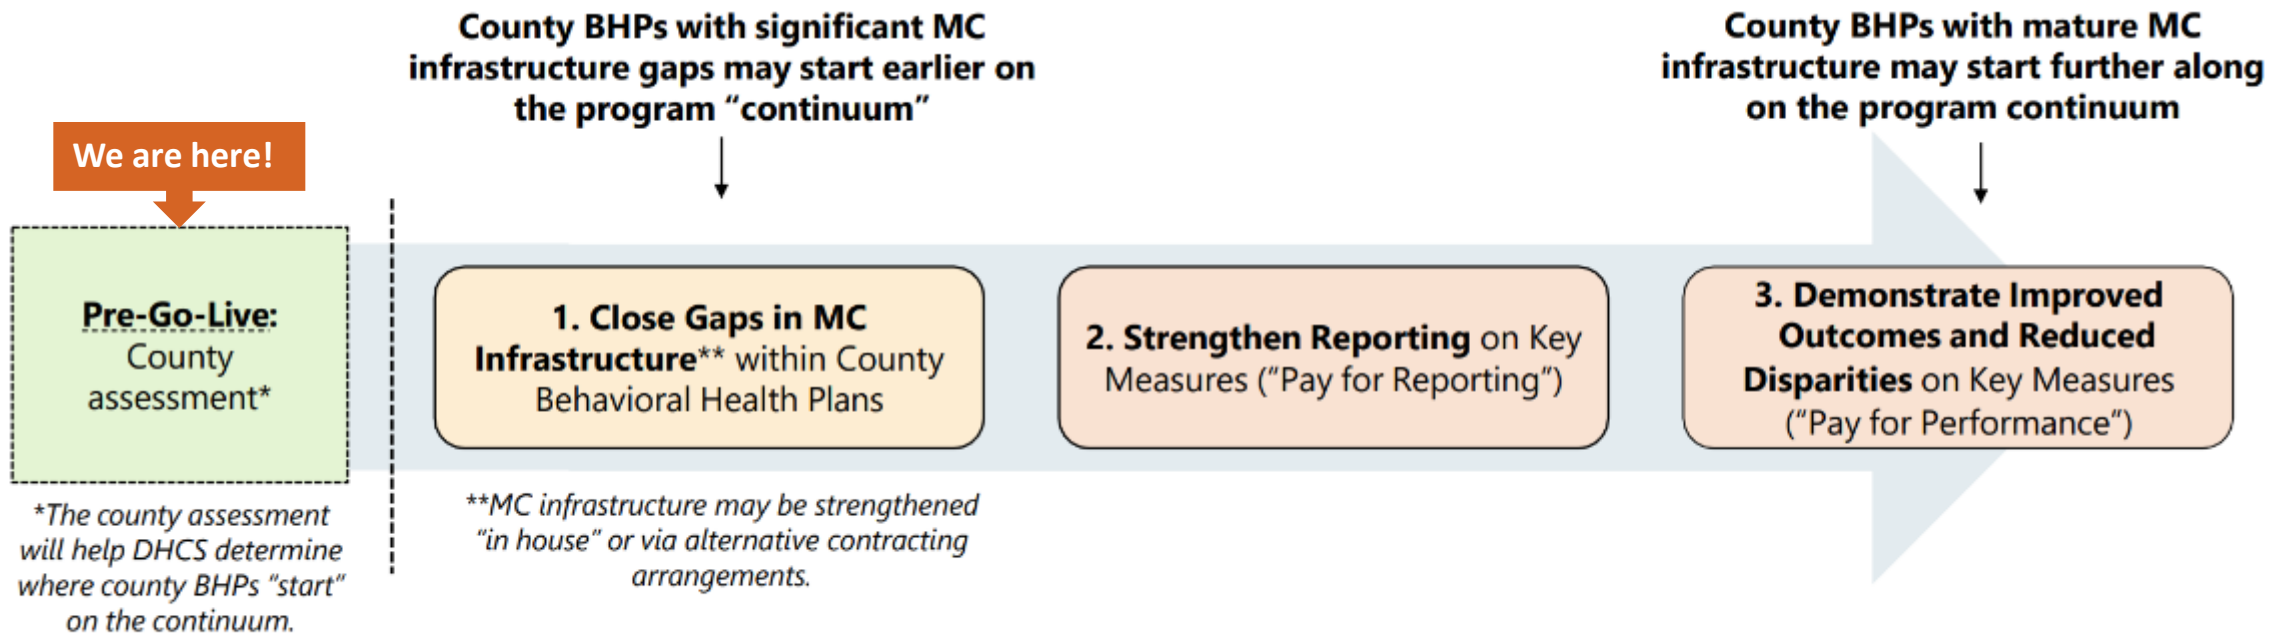 County BHPs with significant MC
infrastructure gaps may start earlier on
the program “continuum”
County BHPs with mature MC
infrastructure may start further along
on the program continuum
We are here!
Pre-Go-Live:
County
assessment*
1. Close Gaps in MC
Infrastructure** within County
Behavioral Health Plans
2. Strengthen Reporting on Key
Measures (“Pay for Reporting”)
3. Demonstrate Improved
Outcomes and Reduced
Disparities on Key Measures
(“Pay for Performance”)
*The county assessment
will help DHCS determine
where county BHPs “start”
on the continuum.
**MC infrastructure may be strengthened
“in house” or via alternative contracting
arrangements.